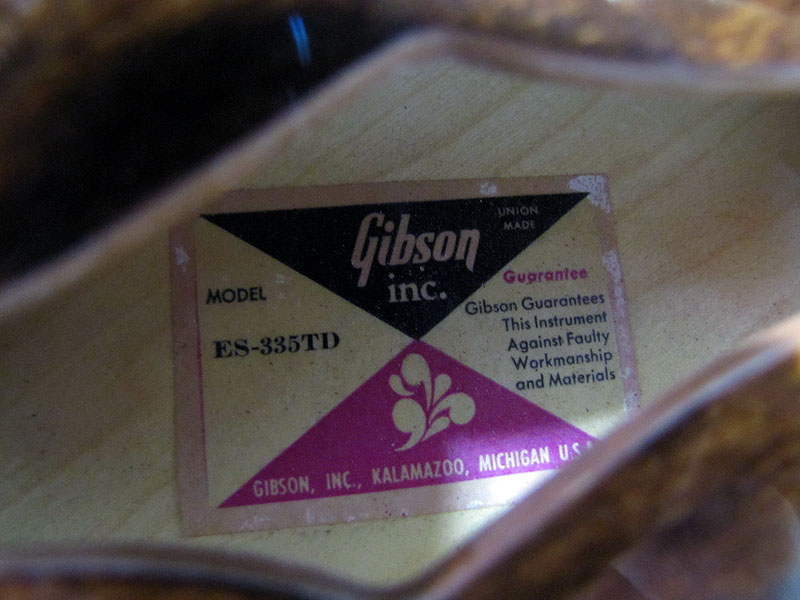 Gibson
inc.
UNION
MADE
MODEL
ES-335TD
Guarantee
Gibson Guarantees
This Instrument
Against Faulty
Workmanship
and Materials
GIBSON, INC., KALAMAZOO, MICHIGAN U.S.A.